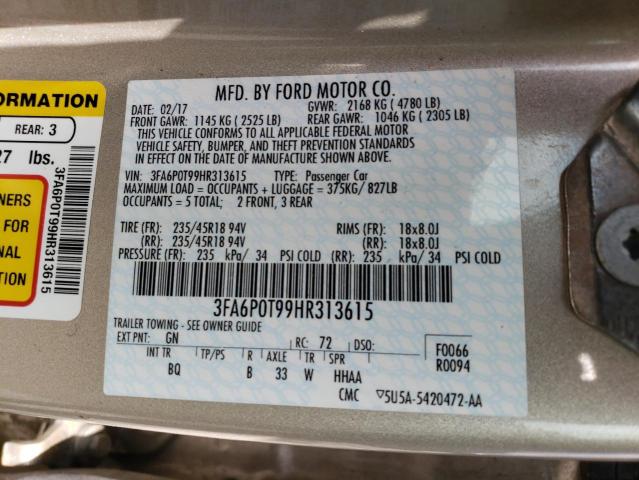 ORMATION
REAR: 3
27 lbs.
NERS
FOR
NAL
ON
3FA6P0T99HR313615
MFD. BY FORD MOTOR CO.
DATE: 02/17 GVWR: 2168 KG ( 4780 LB)
FRONT GAWR: 1145 KG ( 2525 LB) REAR GAWR: 1046 KG ( 2305 LB)
THIS VEHICLE CONFORMS TO ALL APPLICABLE FEDERAL MOTOR
VEHICLE SAFETY, BUMPER, AND THEFT PREVENTION STANDARDS
IN EFFECT ON THE DATE OF MANUFACTURE SHOWN ABOVE.
VIN: 3FA6P0T99HR313615 TYPE: Passenger Car
MAXIMUM LOAD = OCCUPANTS + LUGGAGE = 375KG/ 827LB
OCCUPANTS = 5 TOTAL; 2 FRONT, 3 REAR
TIRE (FR): 235/45R18 94V RIMS (FR): 18x8.0J
(RR): 235/45R18 94V (RR): 18x8.0J
PRESSURE (FR): 235 kPa/ 34 PSI COLD (RR): 235 kPa/ 34 PSI COLD
3FA6P0T99HR313615
TRAILER TOWING - SEE OWNER GUIDE
EXT PNT: GN RC: 72 DSO: F0066
INT TR TP/PS R AXLE TR SPR R0094
BQ B 33 W HHAA
CMC ▽5U5A-5420472-AA